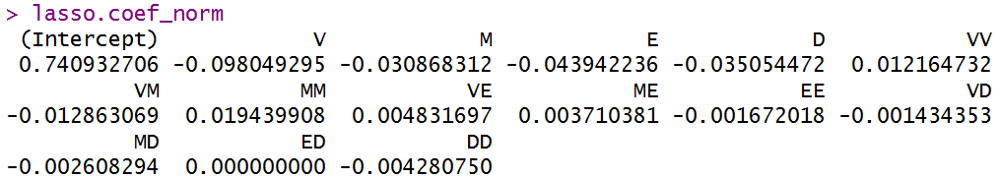 > lasso.coef_norm
(Intercept) V M E D VV
0.740932706 -0.098049295 -0.030868312 -0.043942236 -0.035054472 0.012164732
VM MM VE ME EE VD
-0.012863069 0.019439908 0.004831697 0.003710381 -0.001672018 -0.001434353
MD ED DD
-0.002608294 0.000000000 -0.004280750